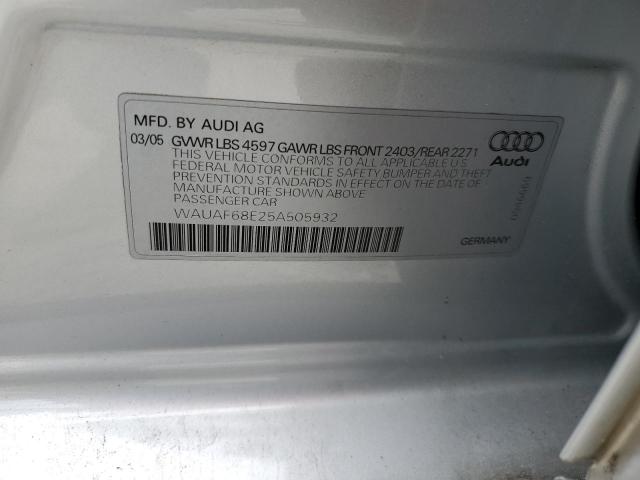 MFD. BY AUDI AG
03/05 GVWR LBS 4597 GAWR LBS FRONT 2403/REAR 2271
THIS VEHICLE CONFORMS TO ALL APPLICABLE U.S.
FEDERAL MOTOR VEHICLE SAFETY, BUMPER AND THEFT
PREVENTION STANDARDS IN EFFECT ON THE DATE OF
MANUFACTURE SHOWN ABOVE
PASSENGER CAR
WAUAF68E25A505932
Audi
GERMANY